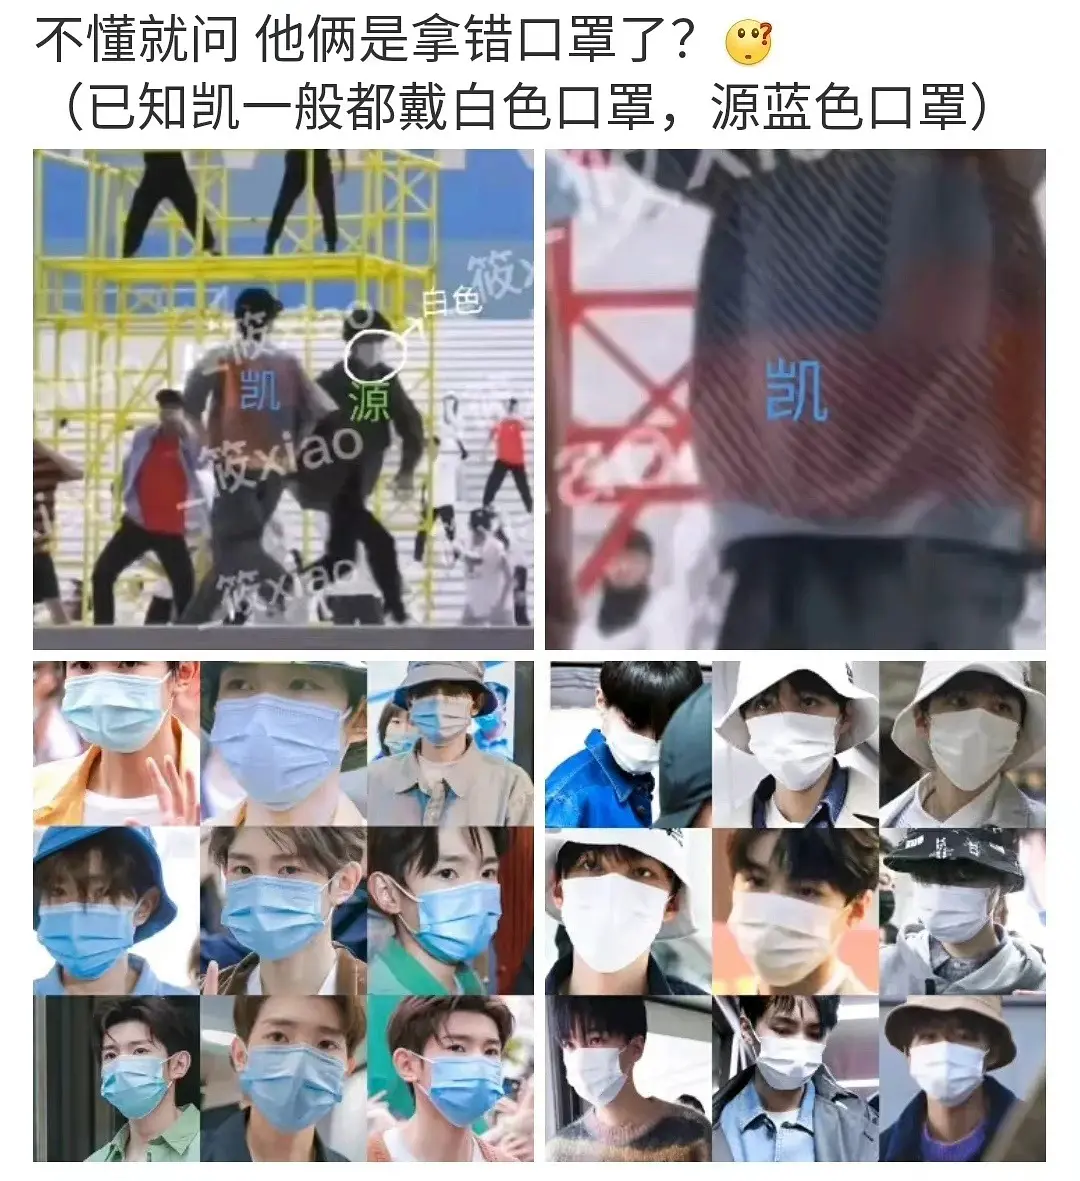 不懂就问 他俩是拿错口罩了？
（已知凯一般都戴白色口罩，源蓝色口罩）
筱xiao
白色
凯
源
筱xiao
筱xiao
凯